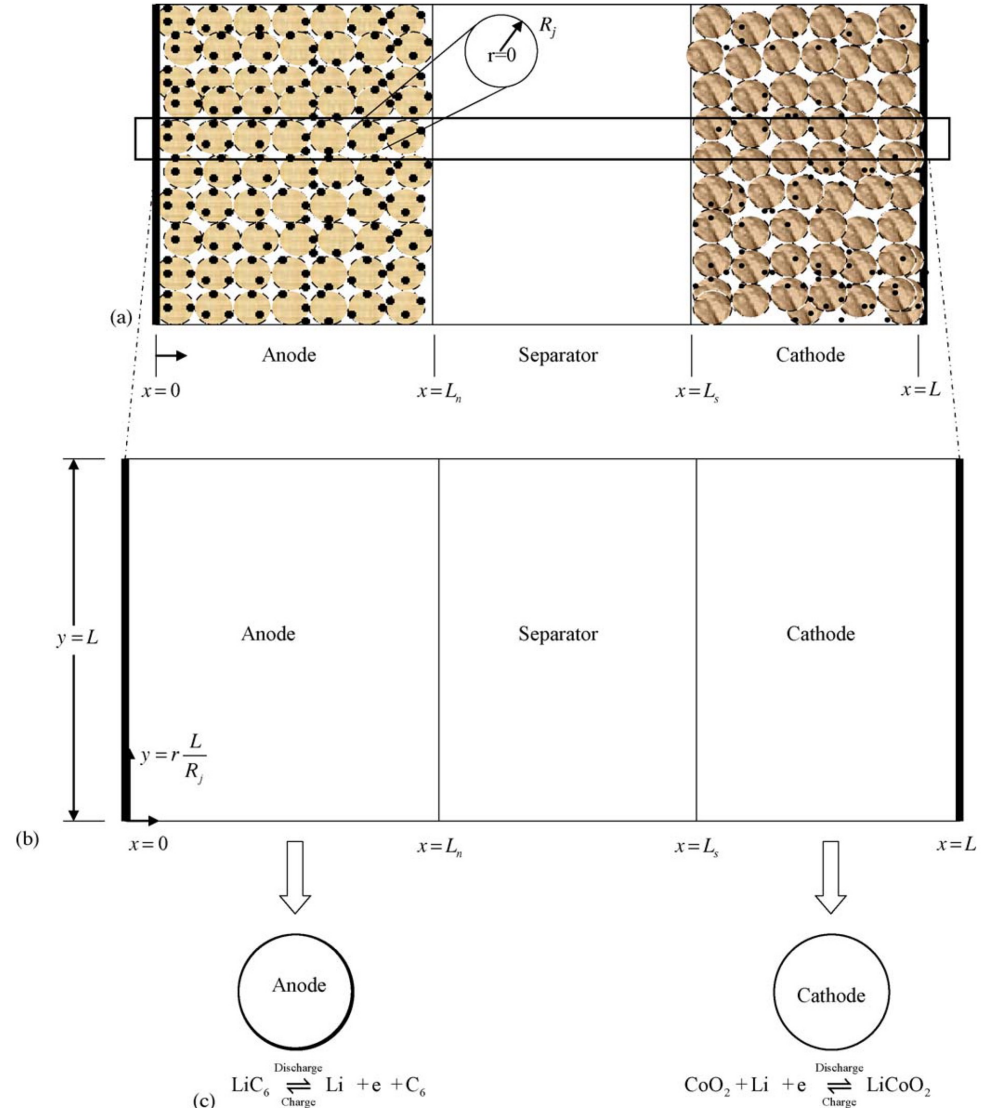 R_j
r=0
(a)
Anode Separator Cathode
x=0 x=L_n x=L_s x=L
y=L
Anode Separator Cathode
y=r L/R_j
(b)
x=0 x=L_n x=L_s x=L
Anode Cathode
Discharge Discharge
LiC₆ ⇌ Li + e + C₆ CoO₂ + Li + e ⇌ LiCoO₂
Charge Charge
(c)